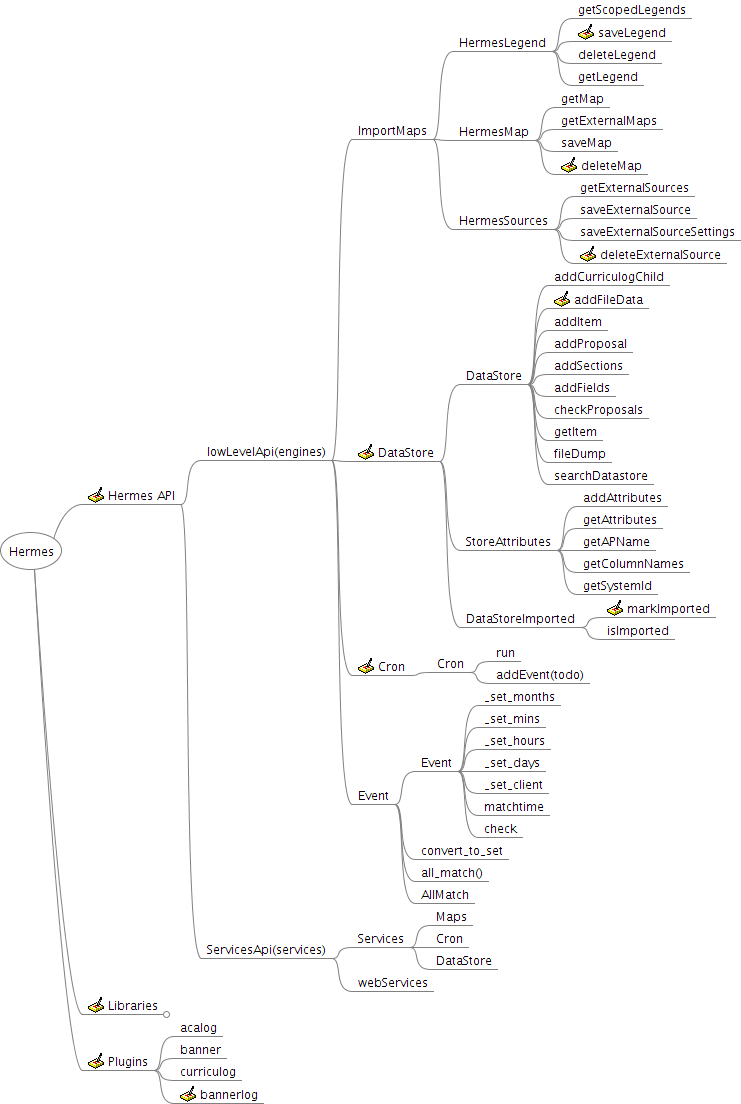 Hermes
Hermes API
lowLevelApi(engines)
ImportMaps
HermesLegend
getScopedLegends
saveLegend
deleteLegend
getLegend
HermesMap
getMap
getExternalMaps
saveMap
deleteMap
HermesSources
getExternalSources
saveExternalSource
saveExternalSourceSettings
deleteExternalSource
DataStore
DataStore
addCurriculogChild
addFileData
addItem
addProposal
addSections
addFields
checkProposals
getItem
fileDump
searchDatastore
StoreAttributes
addAttributes
getAttributes
getAPName
getColumnNames
getSystemId
DataStoreImported
markImported
isImported
Cron
Cron
run
addEvent(todo)
Event
Event
_set_months
_set_mins
_set_hours
_set_days
_set_client
matchtime
check
convert_to_set
all_match()
AllMatch
ServicesApi(services)
Services
Maps
Cron
DataStore
webServices
Libraries
Plugins
acalog
banner
curriculog
bannerlog